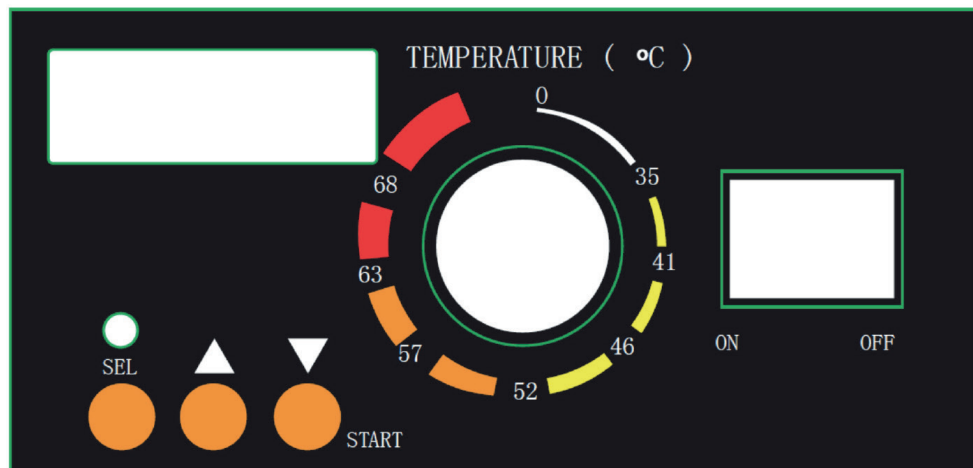 TEMPERATURE ( ℃ )
0
35
41
46
52
57
63
68
SEL
START
ON OFF